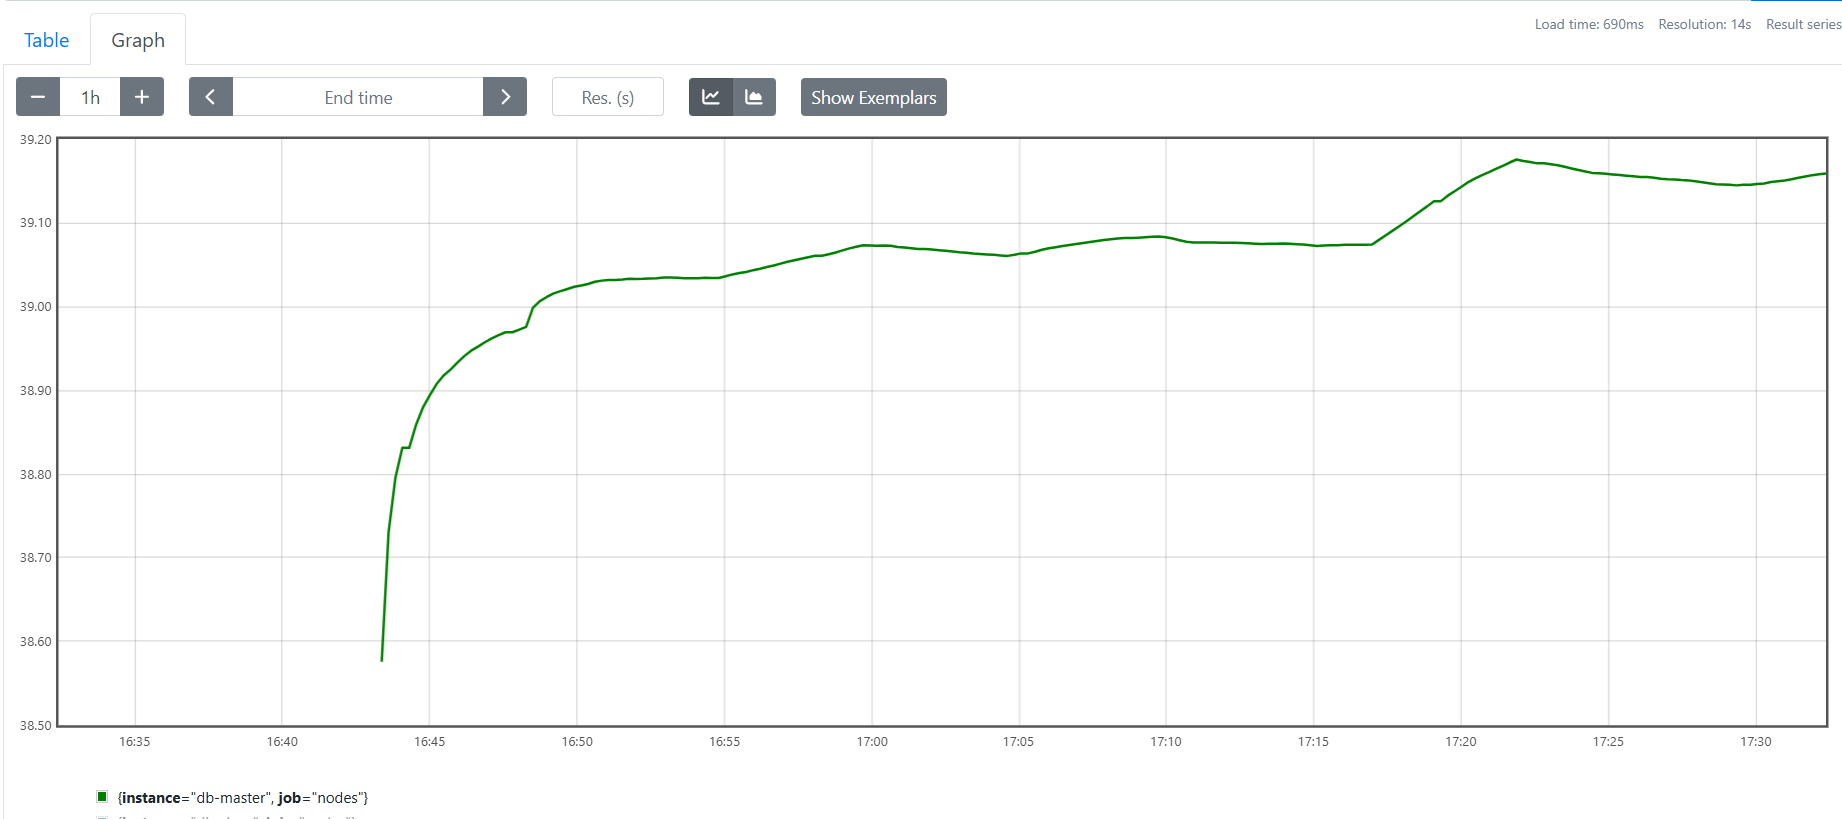 Load time: 690ms Resolution: 14s Result series
Table Graph
− 1h + End time Res. (s) Show Exemplars
39.20
39.10
39.00
38.90
38.80
38.70
38.60
38.50
16:35 16:40 16:45 16:50 16:55 17:00 17:05 17:10 17:15 17:20 17:25 17:30
{instance="db-master", job="nodes"}